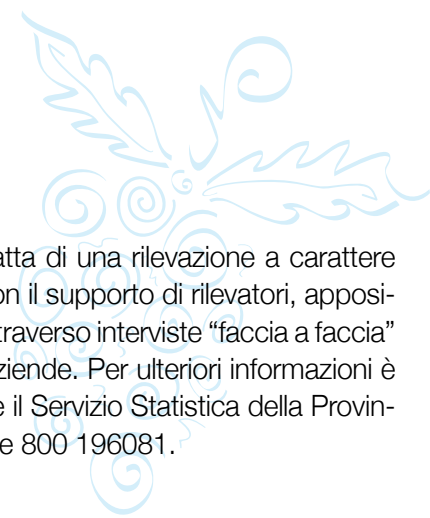 atta di una rilevazione a carattere
on il supporto di rilevatori, apposi-
traverso interviste “faccia a faccia”
ziende. Per ulteriori informazioni è
e il Servizio Statistica della Provin-
e 800 196081.